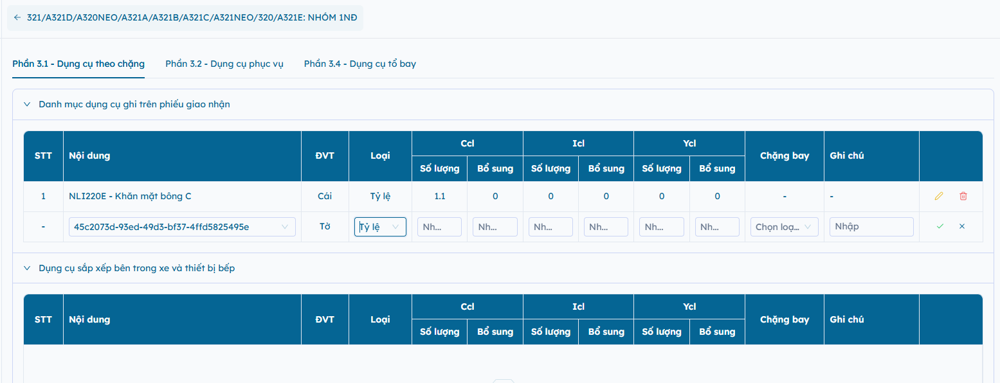 ← 321/A321D/A320NEO/A321A/A321B/A321C/A321NEO/320/A321E: NHÓM 1NĐ
Phần 3.1 - Dụng cụ theo chặng Phần 3.2 - Dụng cụ phục vụ Phần 3.4 - Dụng cụ tổ bay
Danh mục dụng cụ ghi trên phiếu giao nhận
STT Nội dung ĐVT Loại Ccl Icl Ycl Chặng bay Ghi chú
Số lượng Bổ sung Số lượng Bổ sung Số lượng Bổ sung
1 NLI220E - Khăn mặt bông C Cái Tỷ lệ 1.1 0 0 0 0 0 - -
- 45c2073d-93ed-49d3-bf37-4ffd5825495e Tờ Tỷ lệ Nh... Nh... Nh... Nh... Nh... Nh... Chọn loạ... Nhập
Dụng cụ sắp xếp bên trong xe và thiết bị bếp
STT Nội dung ĐVT Loại Ccl Icl Ycl Chặng bay Ghi chú
Số lượng Bổ sung Số lượng Bổ sung Số lượng Bổ sung